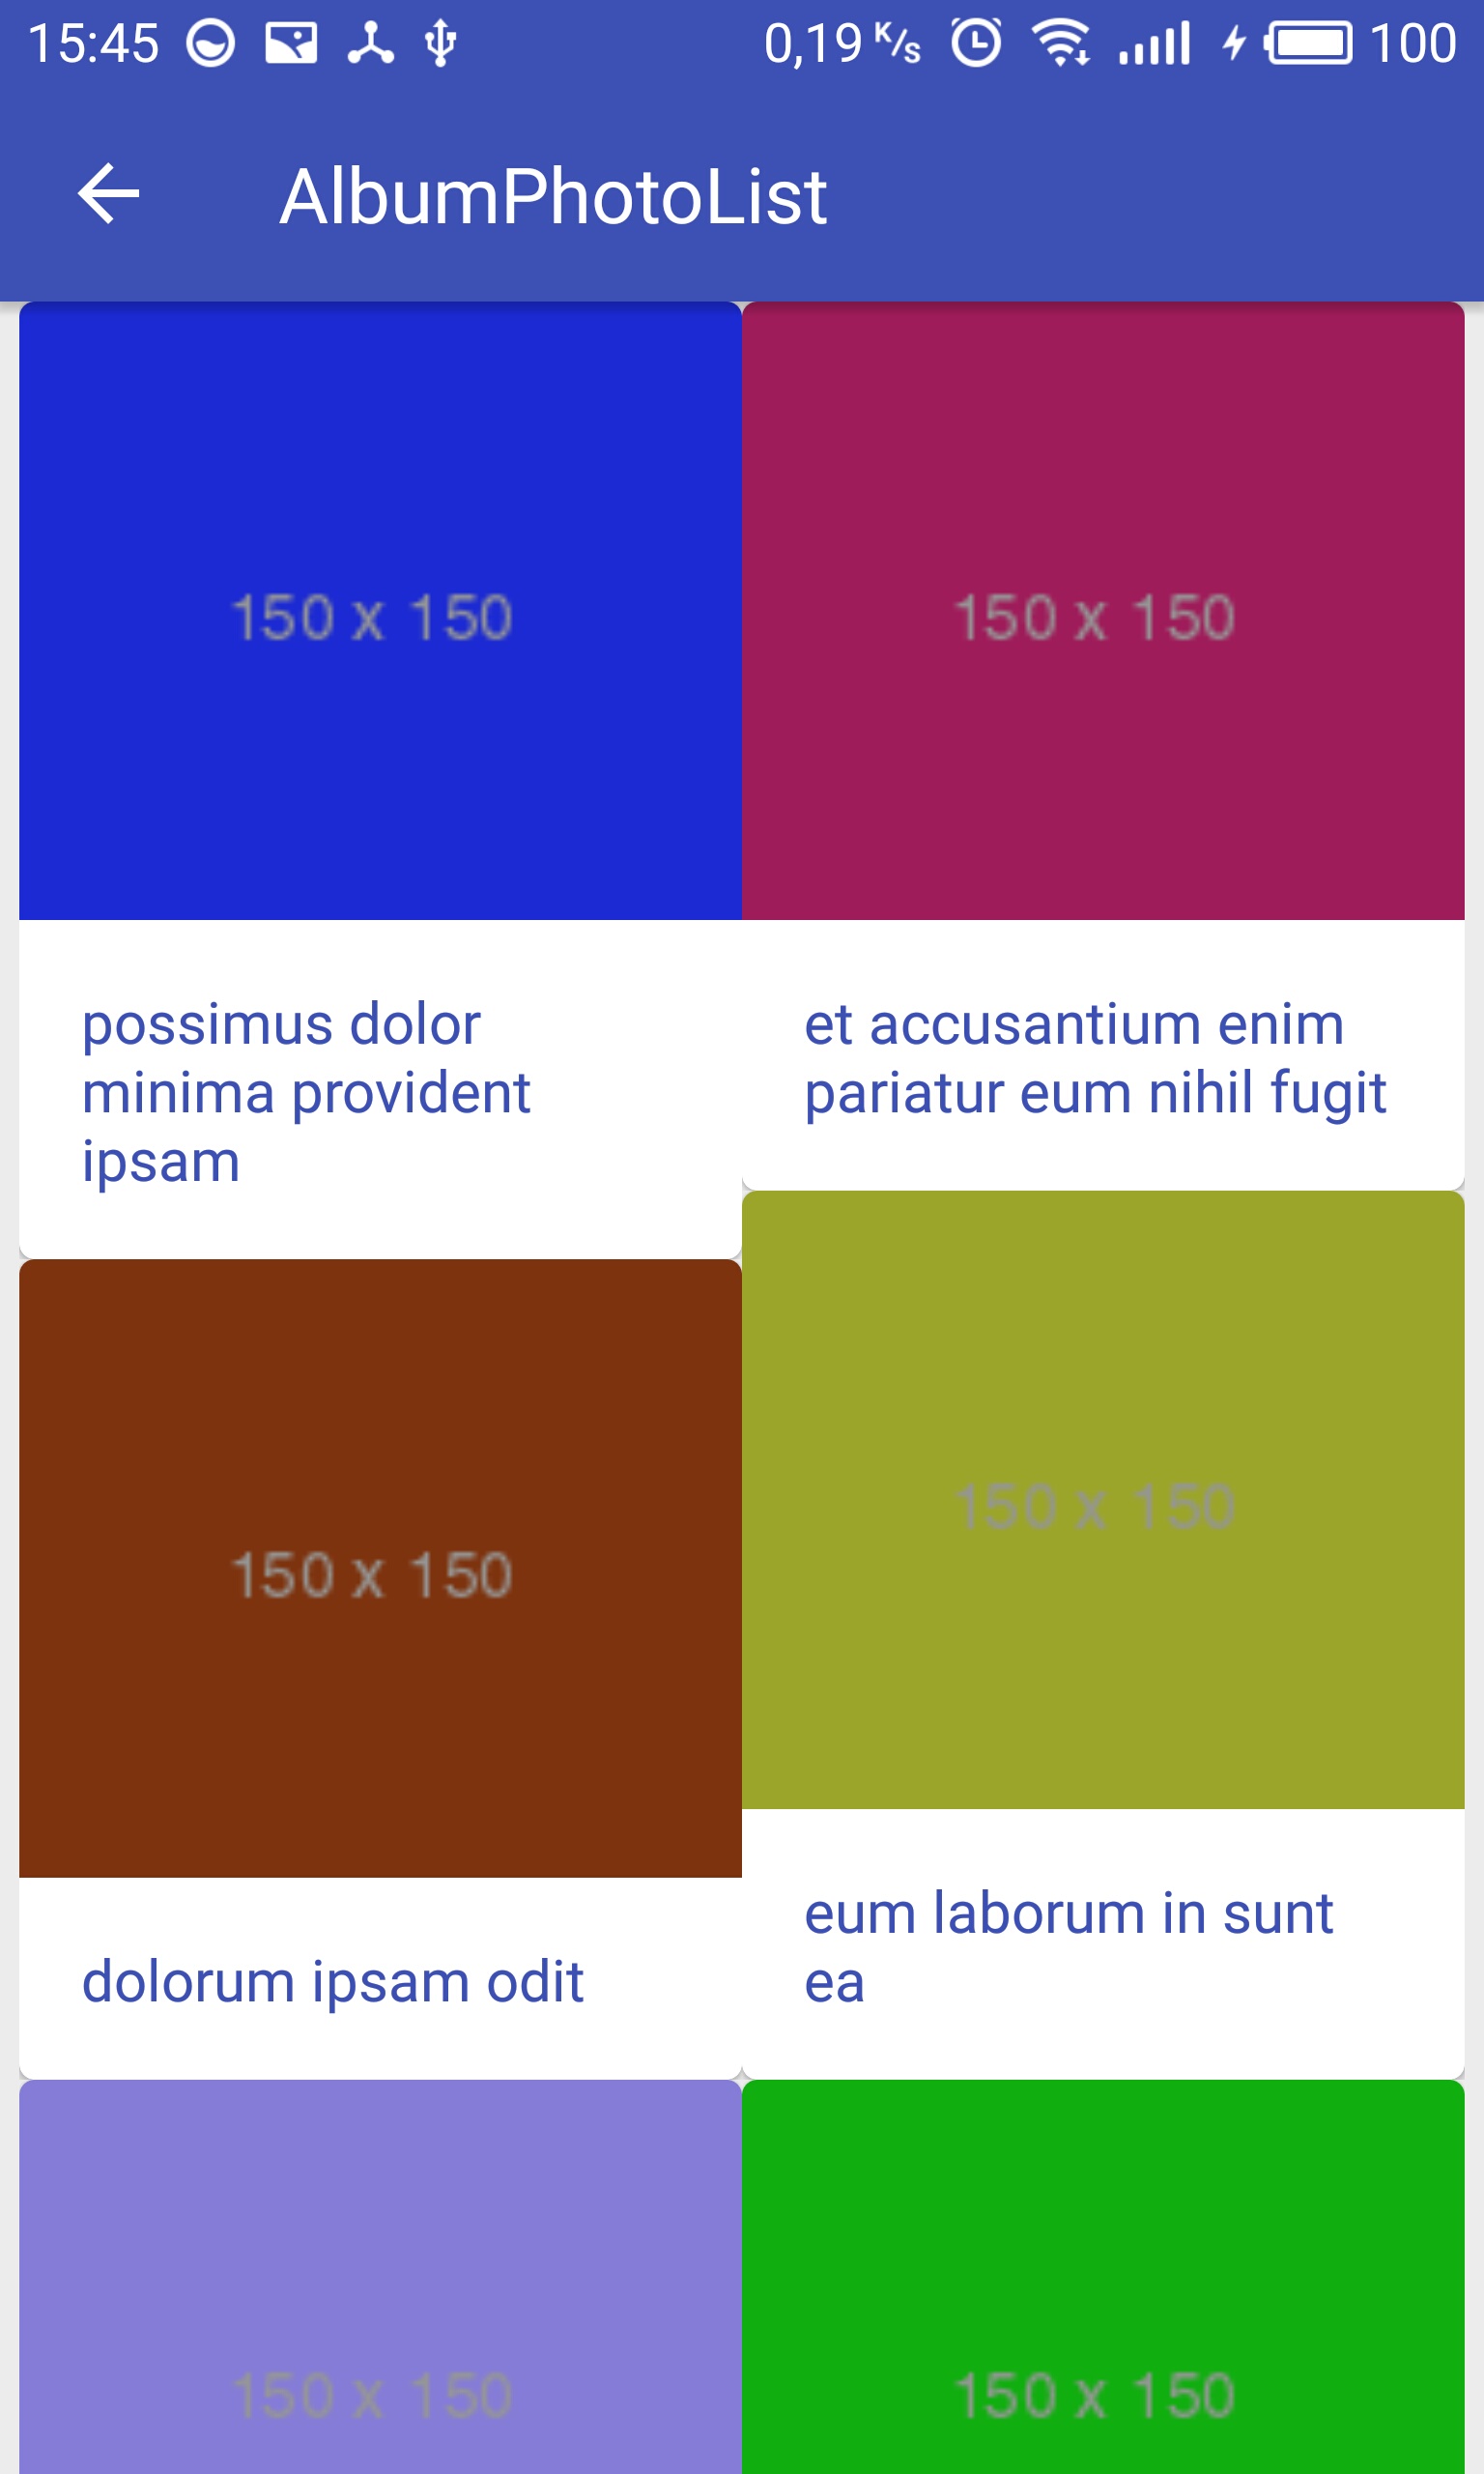 15:45 0,19 K/s 100
AlbumPhotoList
150 x 150
150 x 150
possimus dolor
minima provident
ipsam
et accusantium enim
pariatur eum nihil fugit
150 x 150
150 x 150
dolorum ipsam odit
eum laborum in sunt
ea
150 x 150
150 x 150